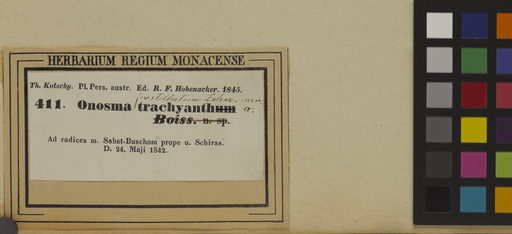 HERBARIUM REGIUM MONACENSE
Th. Kotschy. Pl. Pers. austr. Ed. R. F. Hohenacker. 1845.
411. Onosma trachyanthum
Boiss. n. sp.
Ad radices m. Sabst-Buschom prope u. Schiras.
D. 24. Maji 1842.